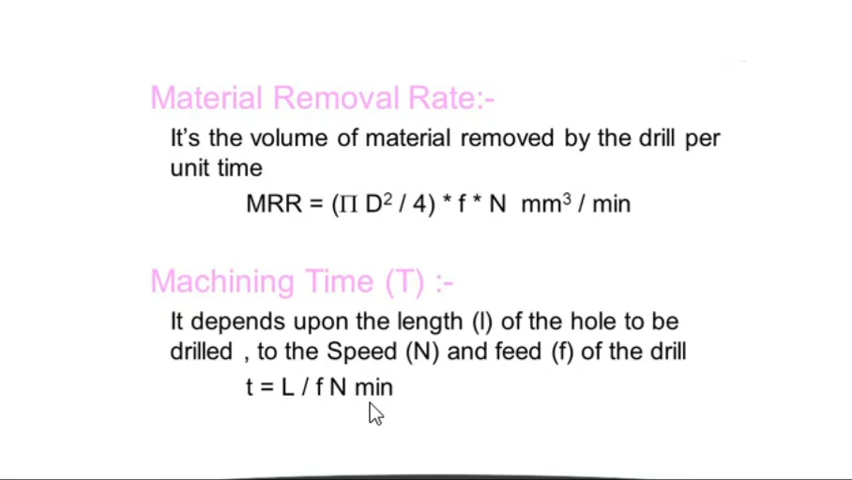 Material Removal Rate:-
It's the volume of material removed by the drill per
unit time
MRR = (Π D² / 4) * f * N mm³ / min
Machining Time (T) :-
It depends upon the length (l) of the hole to be
drilled , to the Speed (N) and feed (f) of the drill
t = L / f N min